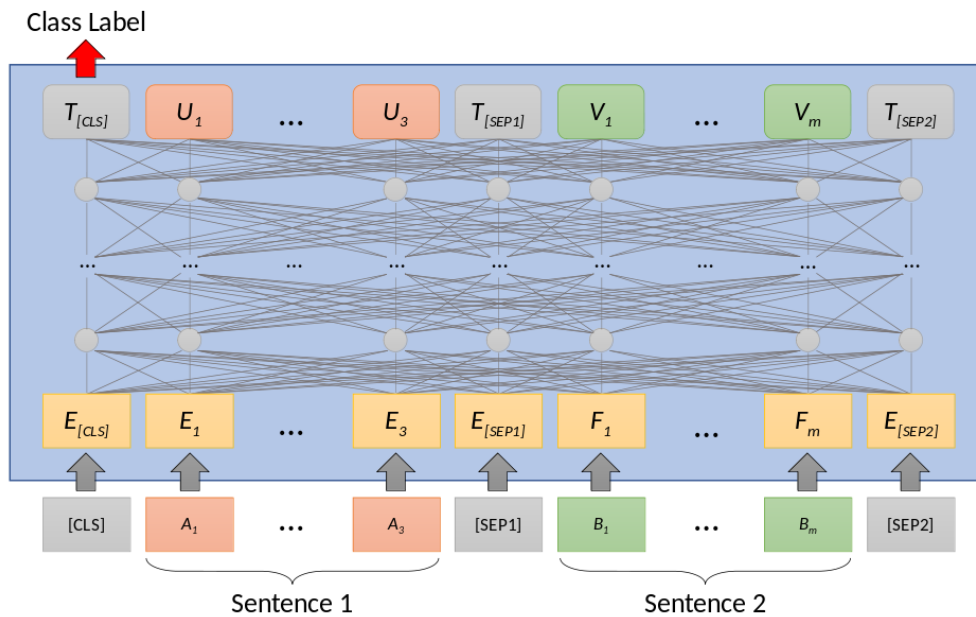 Class Label
T[CLS] U1 ... U3 T[SEP1] V1 ... Vm T[SEP2]
... ... ... ... ... ... ... ... ...
E[CLS] E1 ... E3 E[SEP1] F1 ... Fm E[SEP2]
[CLS] A1 ... A3 [SEP1] B1 ... Bm [SEP2]
Sentence 1 Sentence 2